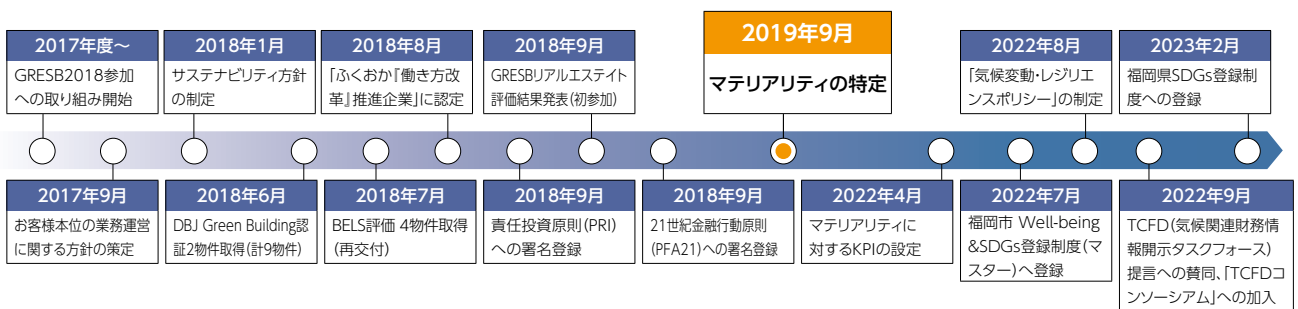 2017年度～
GRESB2018参加
への取り組み開始
2018年1月
サステナビリティ方針
の制定
2018年8月
「ふくおか『働き方改
革』推進企業」に認定
2018年9月
GRESBリアルエステイト
評価結果発表(初参加)
2019年9月
マテリアリティの特定
2022年8月
「気候変動・レジリエ
ンスポリシー」の制定
2023年2月
福岡県SDGs登録制
度への登録
2017年9月
お客様本位の業務運営
に関する方針の策定
2018年6月
DBJ Green Building認
証2物件取得(計9物件)
2018年7月
BELS評価 4物件取得
(再交付)
2018年9月
責任投資原則(PRI)
への署名登録
2018年9月
21世紀金融行動原則
(PFA21)への署名登録
2022年4月
マテリアリティに
対するKPIの設定
2022年7月
福岡市 Well-being
&SDGs登録制度(マ
スター)へ登録
2022年9月
TCFD(気候関連財務情
報開示タスクフォース)
提言への賛同、「TCFDコ
ンソーシアム」への加入